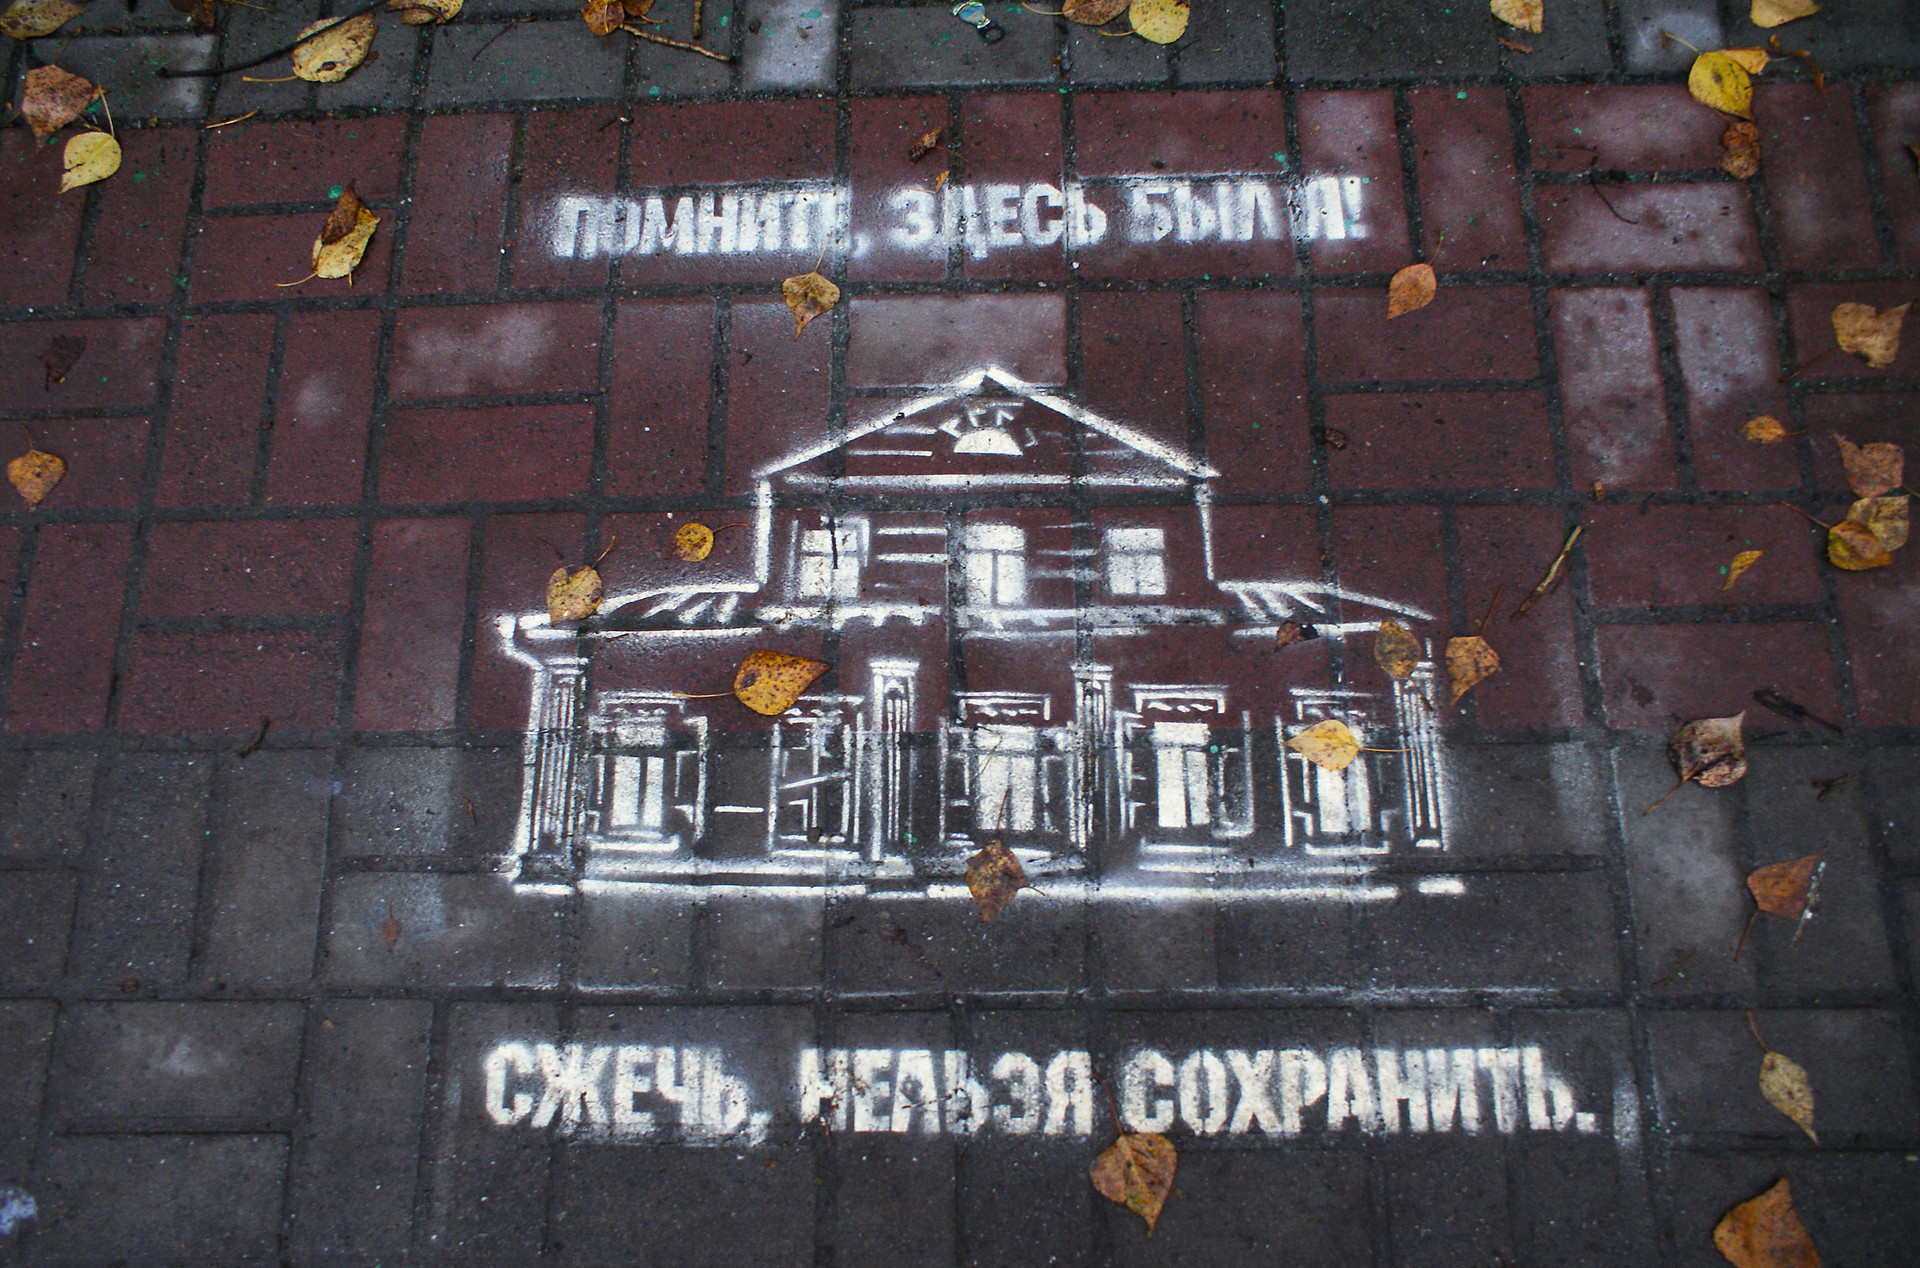 ПОМНИТЕ, ЗДЕСЬ БЫЛ Я!
СЖЕЧЬ, НЕЛЬЗЯ СОХРАНИТЬ.